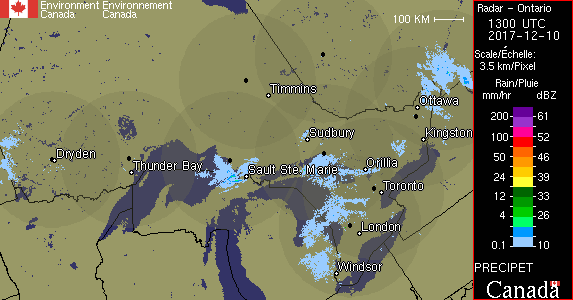 Environment Environnement
Canada Canada
100 KM
Timmins
Ottawa
Sudbury
Kingston
Dryden
Thunder Bay
Sault Ste. Marie
Orillia
Toronto
London
Windsor
Radar - Ontario
1300 UTC
2017-12-10
Scale/Échelle:
3.5 km/Pixel
Rain/Pluie
mm/hr dBZ
200 61
100 52
50 46
24 39
12 33
4 26
0.1 10
PRECIPET
Canada